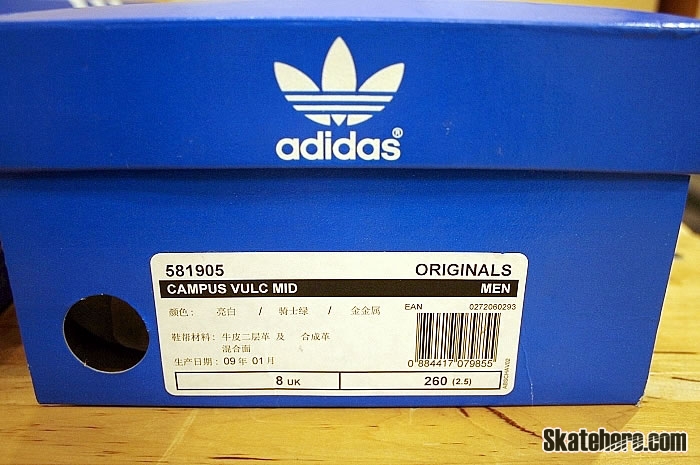 adidas®
581905 ORIGINALS
CAMPUS VULC MID MEN
颜色: 亮白 / 骑士绿 / 金金属
EAN 0272060293
鞋帮材料: 牛皮二层革 及 合成革
混合面
生产日期: 09 年 01 月
0 884417 079855
8 UK 260 (2.5)
Skatehere.com